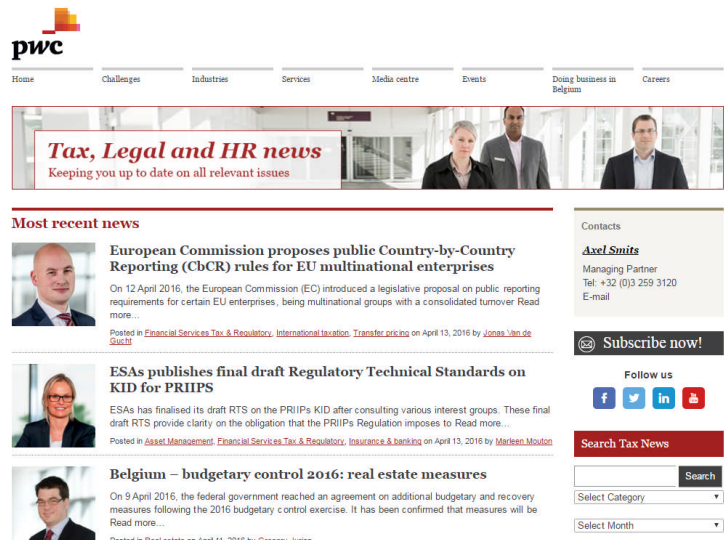 pwc
Home
Challenges
Industries
Services
Media centre
Events
Doing business in
Belgium
Careers
Tax, Legal and HR news
Keeping you up to date on all relevant issues
Most recent news
European Commission proposes public Country-by-Country
Reporting (CbCR) rules for EU multinational enterprises
On 12 April 2016, the European Commission (EC) introduced a legislative proposal on public reporting
requirements for certain EU enterprises, being multinational groups with a consolidated turnover Read
more...
Posted in Financial Services Tax & Regulatory, International taxation, Transfer pricing on April 13, 2016 by Jonas Van de
Gucht
ESAs publishes final draft Regulatory Technical Standards on
KID for PRIIPS
ESAs has finalised its draft RTS on the PRIIPs KID after consulting various interest groups. These final
draft RTS provide clarity on the obligation that the PRIIPs Regulation imposes to Read more...
Posted in Asset Management, Financial Services Tax & Regulatory, Insurance & banking on April 13, 2016 by Marleen Mouton
Belgium – budgetary control 2016: real estate measures
On 9 April 2016, the federal government reached an agreement on additional budgetary and recovery
measures following the 2016 budgetary control exercise. It has been confirmed that measures will be
Read more...
Posted in Real estate on April 11, 2016 by Gregory Jurion
Contacts
Axel Smits
Managing Partner
Tel: +32 (0)3 259 3120
E-mail
Subscribe now!
Follow us
Search Tax News
Search
Select Category
Select Month